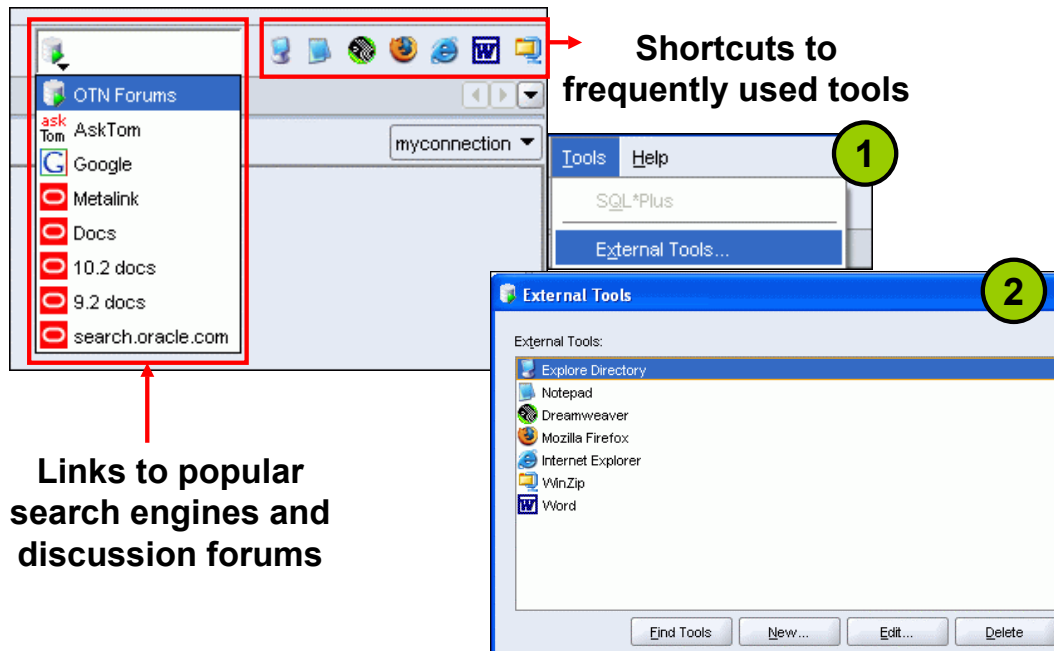 Shortcuts to
frequently used tools
OTN Forums
ask
Tom AskTom
G Google
Metalink
Docs
10.2 docs
9.2 docs
search.oracle.com
myconnection
Links to popular
search engines and
discussion forums
1
Tools Help
SQL*Plus
External Tools...
2
External Tools
External Tools:
Explore Directory
Notepad
Dreamweaver
Mozilla Firefox
Internet Explorer
WinZip
W Word
Find Tools New... Edit... Delete